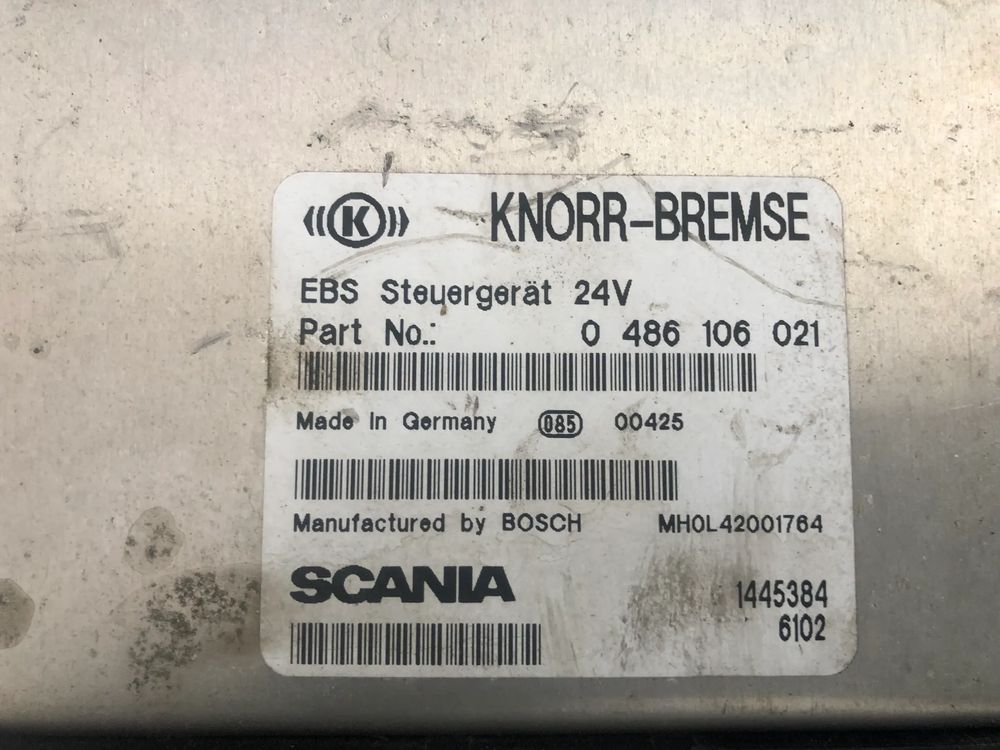 K KNORR-BREMSE
EBS Steuergerät 24V
Part No.: 0 486 106 021
Made in Germany 085 00425
Manufactured by BOSCH MH0L42001764
SCANIA 1445384
6102